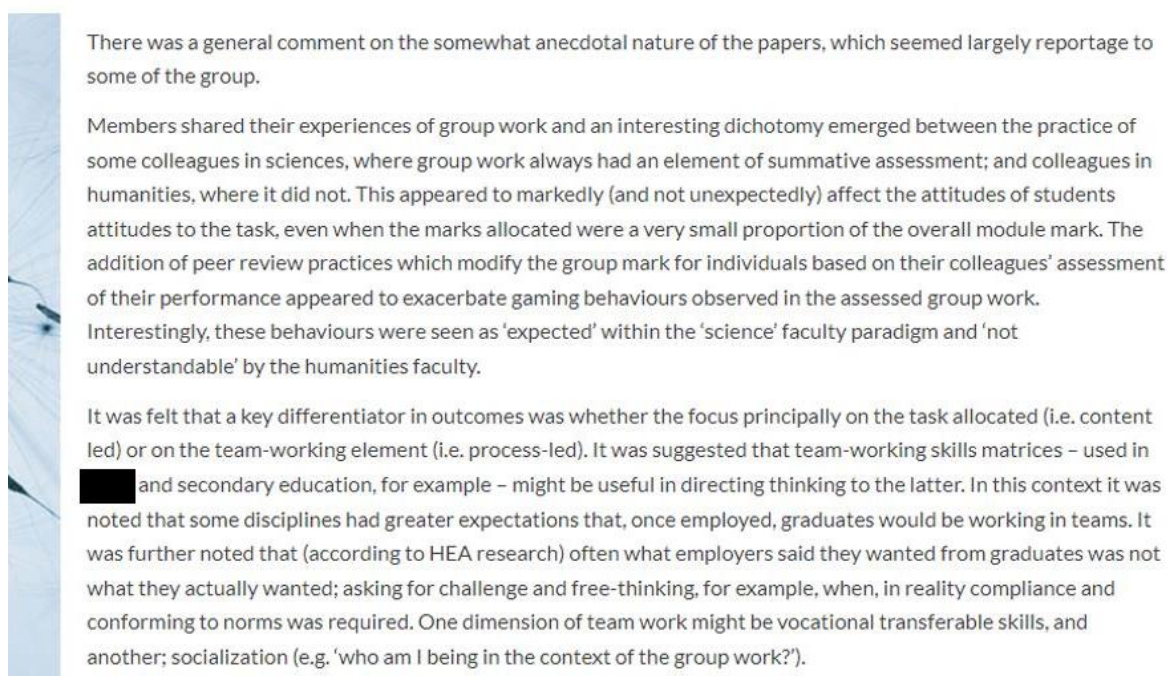 There was a general comment on the somewhat anecdotal nature of the papers, which seemed largely reportage to
some of the group.
Members shared their experiences of group work and an interesting dichotomy emerged between the practice of
some colleagues in sciences, where group work always had an element of summative assessment; and colleagues in
humanities, where it did not. This appeared to markedly (and not unexpectedly) affect the attitudes of students
attitudes to the task, even when the marks allocated were a very small proportion of the overall module mark. The
addition of peer review practices which modify the group mark for individuals based on their colleagues’ assessment
of their performance appeared to exacerbate gaming behaviours observed in the assessed group work.
Interestingly, these behaviours were seen as ‘expected’ within the ‘science’ faculty paradigm and ‘not
understandable’ by the humanities faculty.
It was felt that a key differentiator in outcomes was whether the focus principally on the task allocated (i.e. content
led) or on the team-working element (i.e. process-led). It was suggested that team-working skills matrices – used in
and secondary education, for example – might be useful in directing thinking to the latter. In this context it was
noted that some disciplines had greater expectations that, once employed, graduates would be working in teams. It
was further noted that (according to HEA research) often what employers said they wanted from graduates was not
what they actually wanted; asking for challenge and free-thinking, for example, when, in reality compliance and
conforming to norms was required. One dimension of team work might be vocational transferable skills, and
another; socialization (e.g. ‘who am I being in the context of the group work?’).